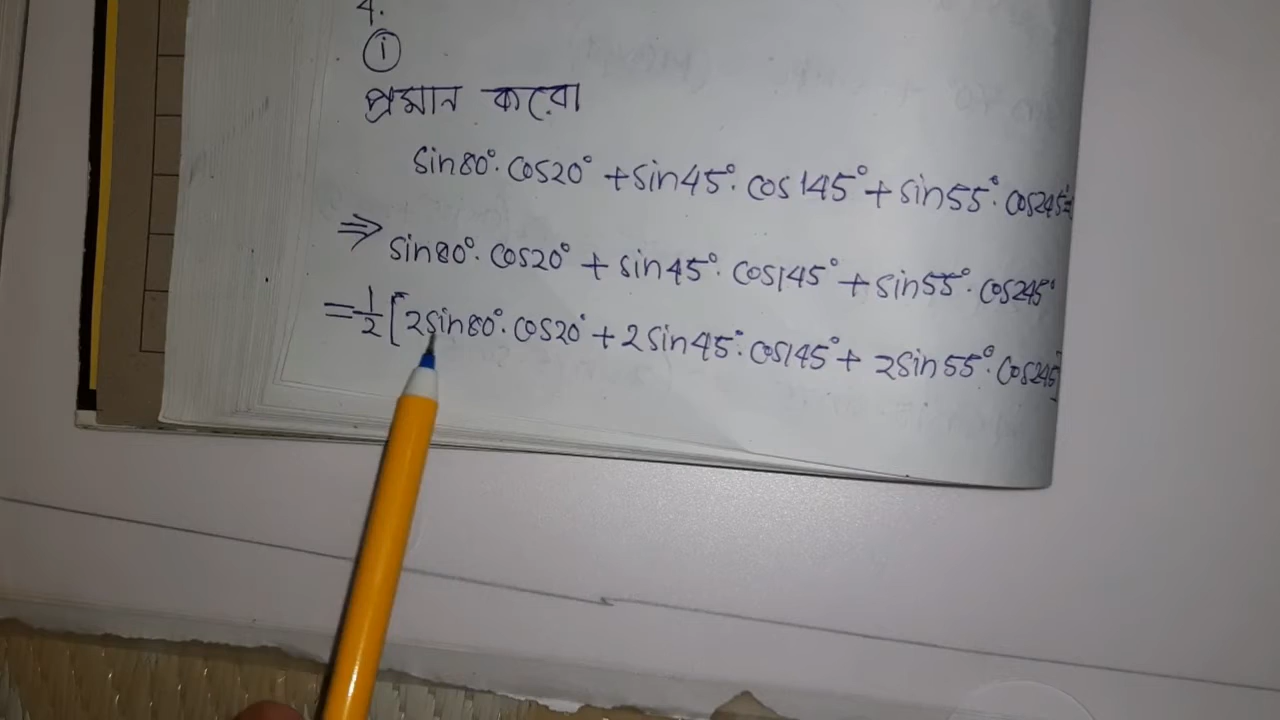 4.
i
প্রমান করো
sin80°. cos20° + sin45°. cos145° + sin55°. cos245°=
⇒ sin80°. cos20° + sin45°. cos145° + sin55°. cos245°
=1/2 [2sin80°. cos20° + 2sin45°. cos145° + 2sin55°. cos245]